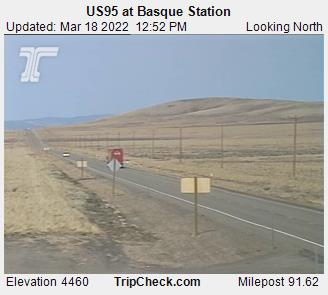 US95 at Basque Station
Updated: Mar 18 2022 12:52 PM Looking North
Elevation 4460 TripCheck.com Milepost 91.62